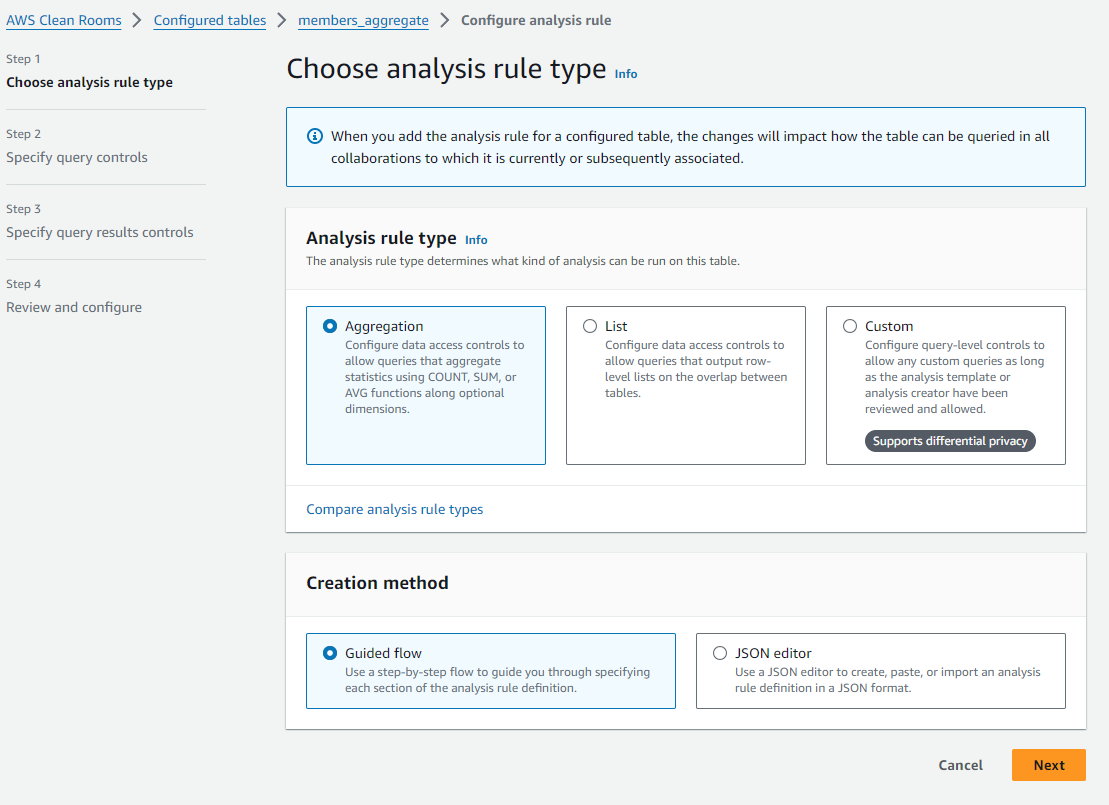 AWS Clean Rooms > Configured tables > members_aggregate > Configure analysis rule
Step 1
Choose analysis rule type
Step 2
Specify query controls
Step 3
Specify query results controls
Step 4
Review and configure
Choose analysis rule type Info
When you add the analysis rule for a configured table, the changes will impact how the table can be queried in all
collaborations to which it is currently or subsequently associated.
Analysis rule type Info
The analysis rule type determines what kind of analysis can be run on this table.
Aggregation
Configure data access controls to
allow queries that aggregate
statistics using COUNT, SUM, or
AVG functions along optional
dimensions.
List
Configure data access controls to
allow queries that output row-
level lists on the overlap between
tables.
Custom
Configure query-level controls to
allow any custom queries as long
as the analysis template or
analysis creator have been
reviewed and allowed.
Supports differential privacy
Compare analysis rule types
Creation method
Guided flow
Use a step-by-step flow to guide you through specifying
each section of the analysis rule definition.
JSON editor
Use a JSON editor to create, paste, or import an analysis
rule definition in a JSON format.
Cancel
Next